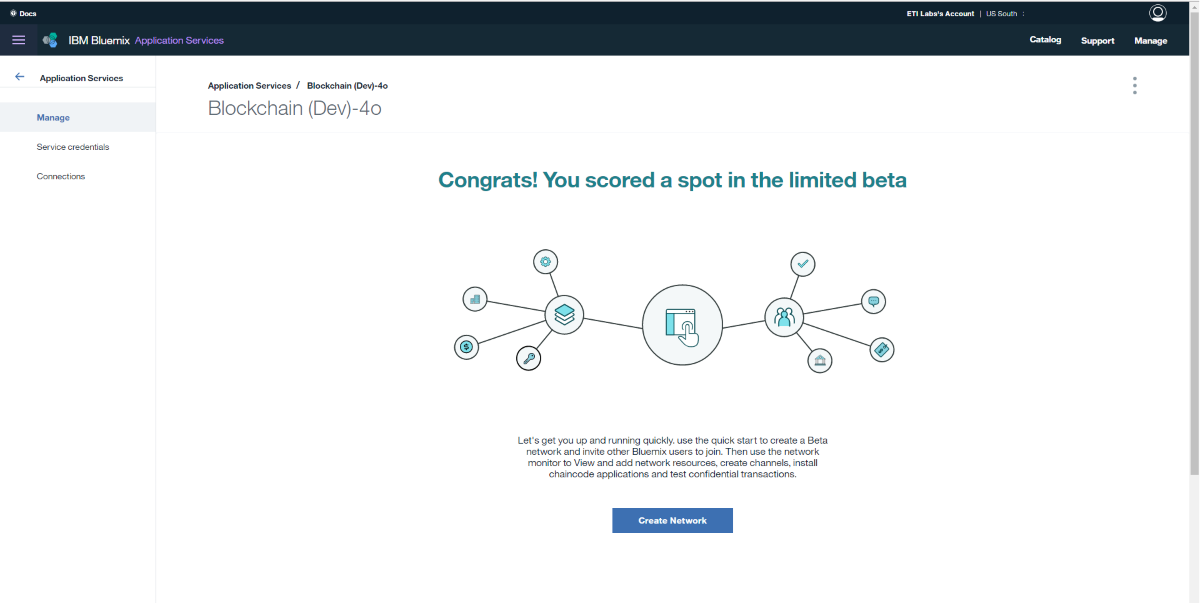 Docs
ETI Labs's Account | US South :
IBM Bluemix Application Services
Catalog Support Manage
Application Services
Manage
Service credentials
Connections
Application Services / Blockchain (Dev)-4o
Blockchain (Dev)-4o
Congrats! You scored a spot in the limited beta
$
Let's get you up and running quickly. use the quick start to create a Beta
network and invite other Bluemix users to join. Then use the network
monitor to View and add network resources, create channels, install
chaincode applications and test confidential transactions.
Create Network